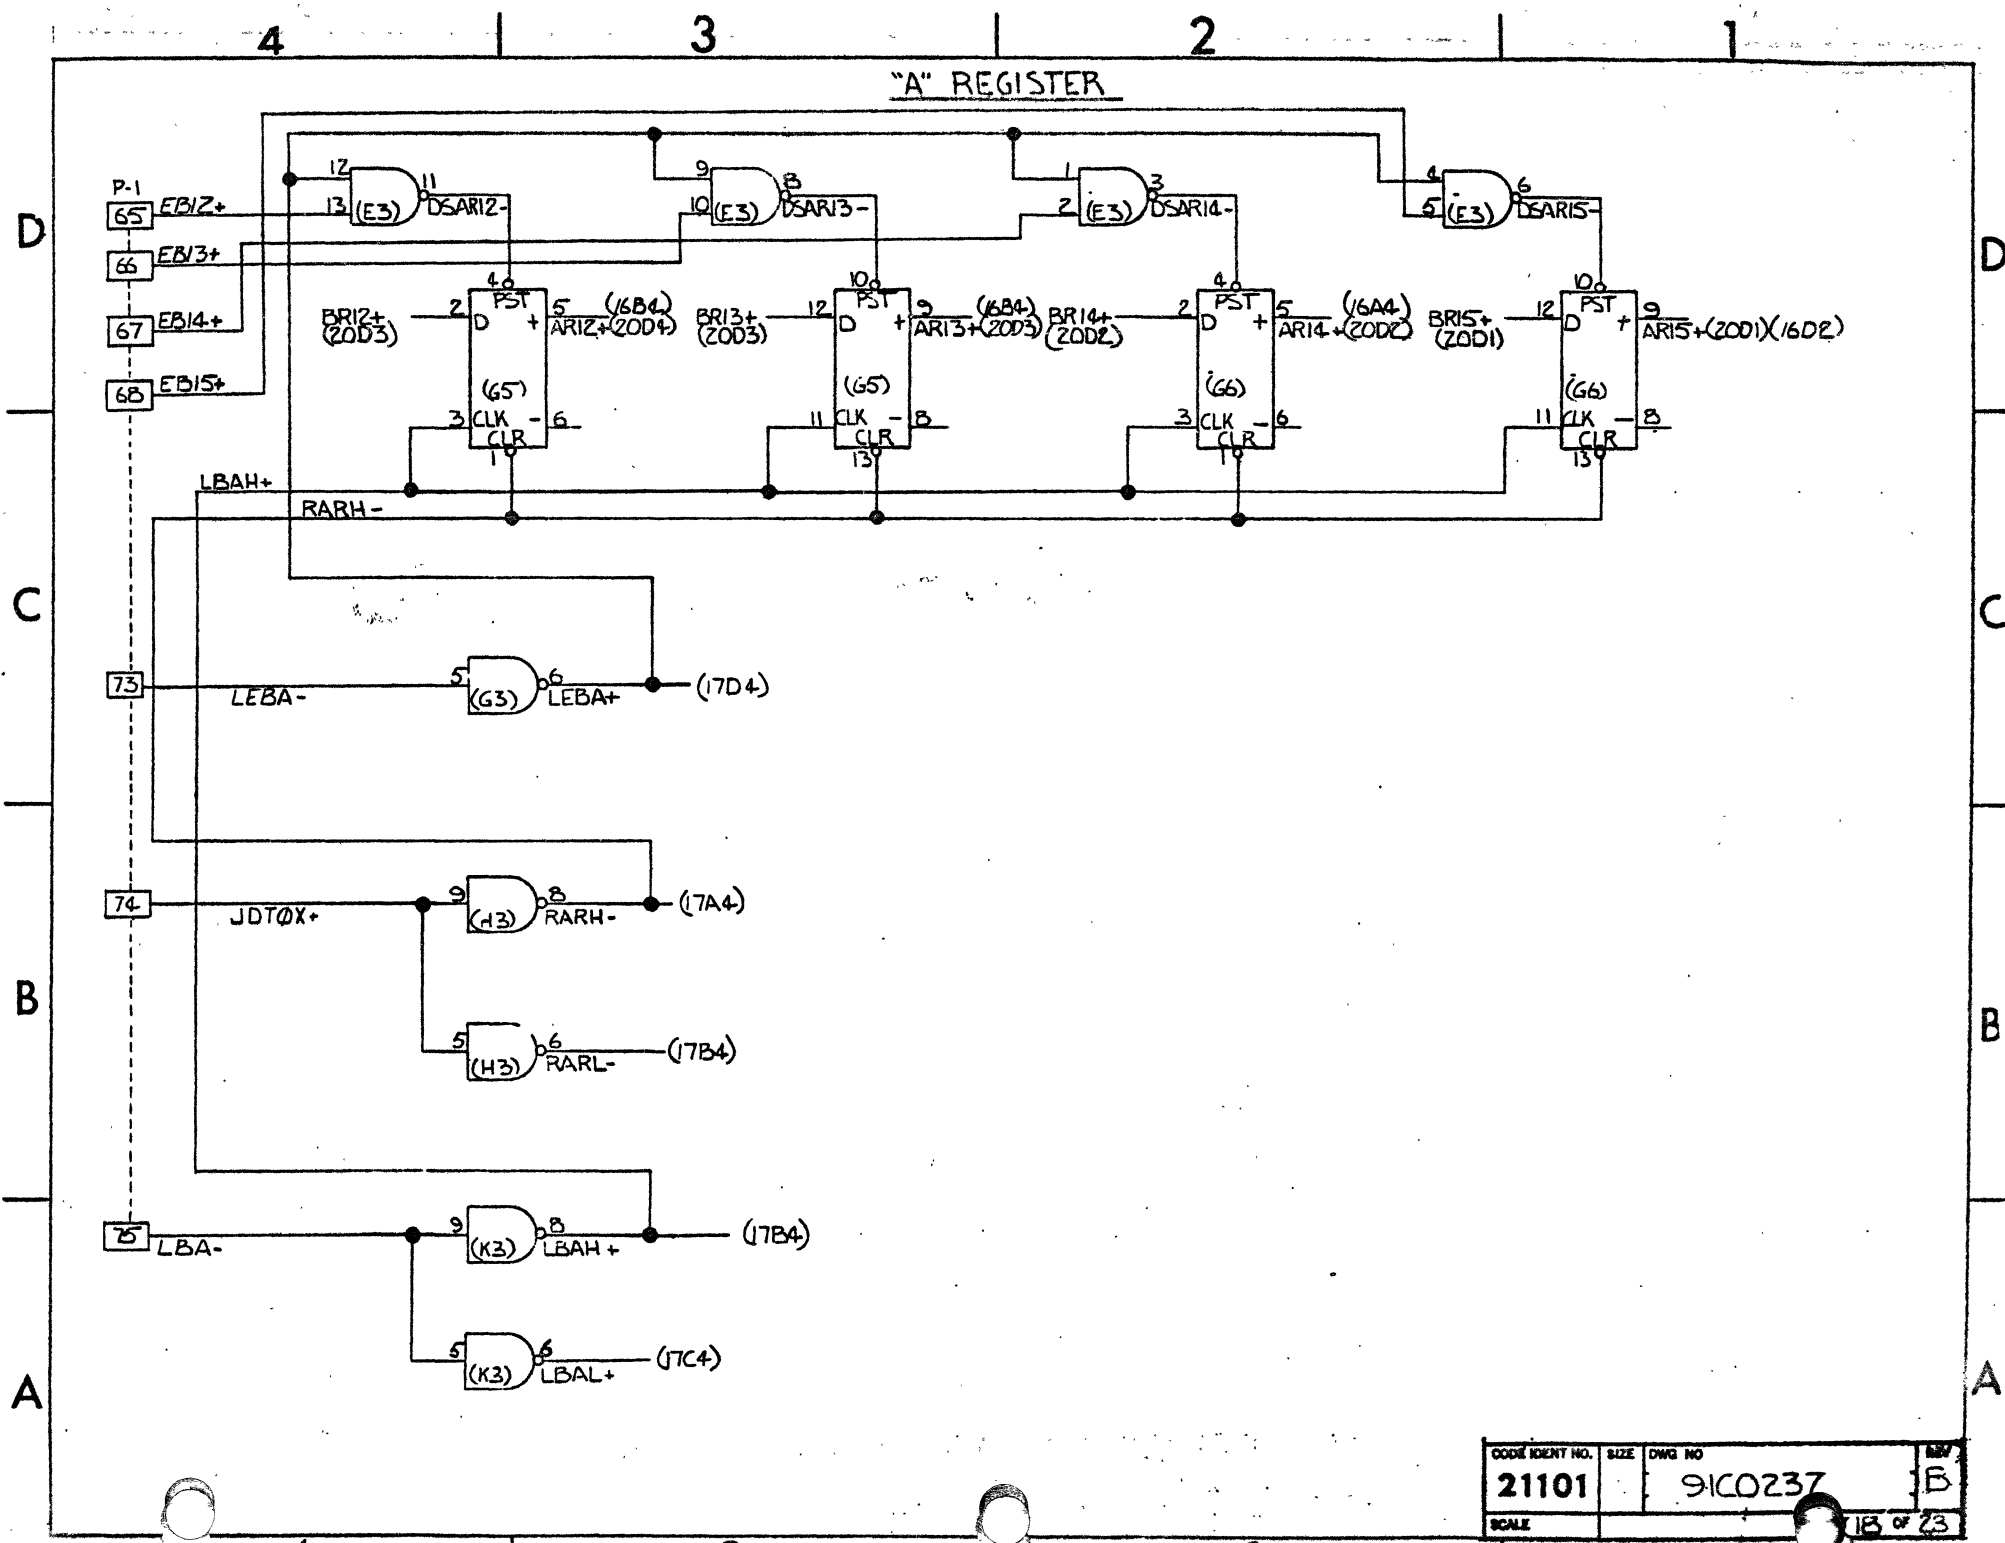 4 3 2 1
"A" REGISTER
12 11 9 8 1 3 4 6
P-1
65 EB12+ 13 (E3) DSAR12- 10 (E3) DSAR13- 2 (E3) DSAR14- 5 (E3) DSAR15-
D D
66 EB13+
4 10 4 10
PST PST PST PST
67 EB14+
BR12+ 2 D + 5 (16B4)
(20D3) AR12+(20D4)
BR13+ 12 D + 9 (16B4)
(20D3) AR13+(20D3)
BR14+ 2 D + 5 (16A4)
(20D2) AR14+(20D2)
BR15+ 12 D + 9
(20D1) AR15+(20D1)(16D2)
68 EB15+
(G5) (G5) (G6) (G6)
3 CLK - 6 11 CLK - 8 3 CLK - 6 11 CLK - 8
CLR CLR CLR CLR
1 13 1 13
LBAH+
RARH-
C C
73 LEBA- 5 (G3) 6 LEBA+ (17D4)
74 JDTØX+ 9 (H3) 8 RARH- (17A4)
B B
5 (H3) 6 RARL- (17B4)
75 LBA- 9 (K3) 8 LBAH+ (17B4)
5 (K3) 6 LBAL+ (17C4)
A A
CODE IDENT NO. SIZE DWG NO REV
21101 91C0237 B
SCALE 18 OF 23